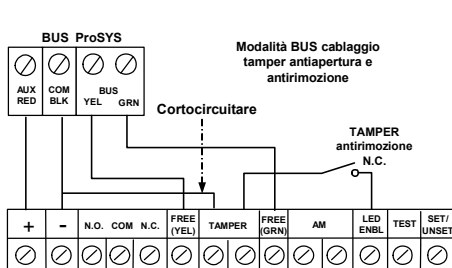 BUS ProSYS
Modalità BUS cablaggio
tamper antiapertura e
antirimozione
AUX
RED
COM
BLK
BUS
YEL GRN
Cortocircuitare
TAMPER
antirimozione
N.C.
+
-
N.O. COM N.C.
FREE
(YEL)
TAMPER
FREE
(GRN)
AM
LED
ENBL
TEST
SET/
UNSET